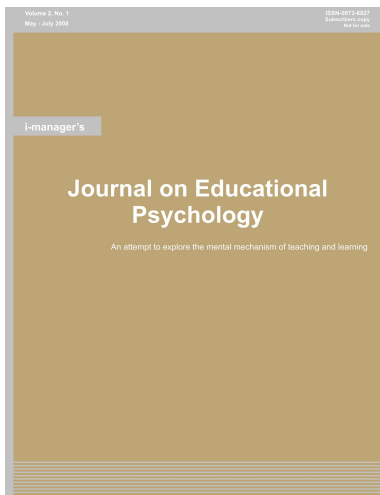 Volume 2, No. 1
May - July 2008
ISSN-0973-8827
Subscribers copy
Not for sale
i-manager's
Journal on Educational
Psychology
An attempt to explore the mental mechanism of teaching and learning